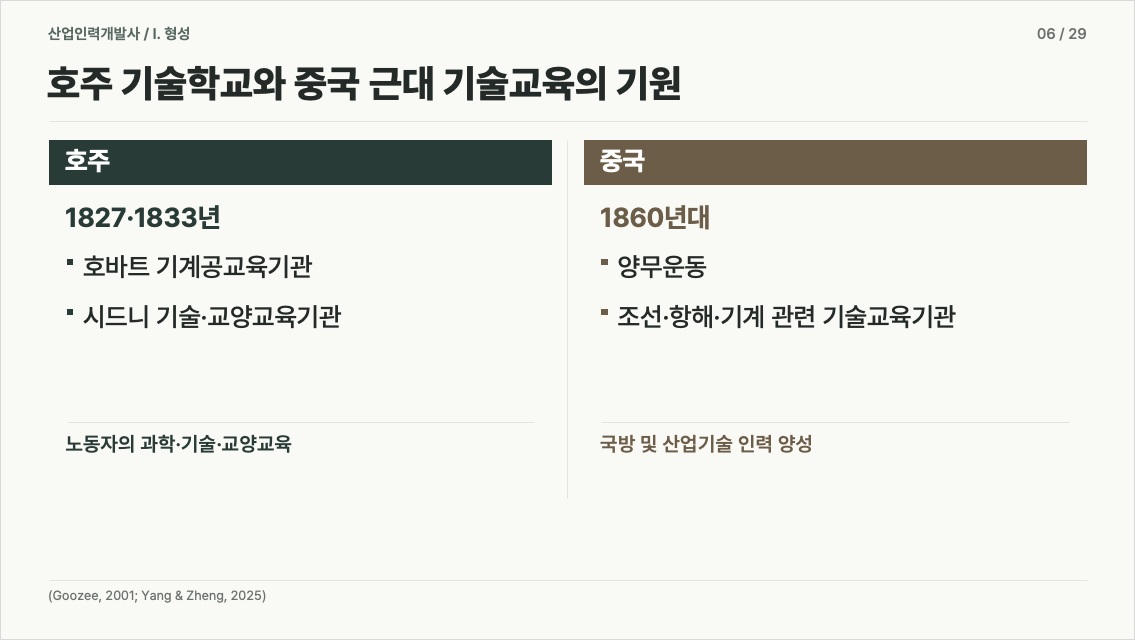 산업인력개발사 / I. 형성
06 / 29
호주 기술학교와 중국 근대 기술교육의 기원
호주
1827·1833년
호바트 기계공교육기관
시드니 기술·교양교육기관
노동자의 과학·기술·교양교육
중국
1860년대
양무운동
조선·항해·기계 관련 기술교육기관
국방 및 산업기술 인력 양성
(Goozee, 2001; Yang & Zheng, 2025)